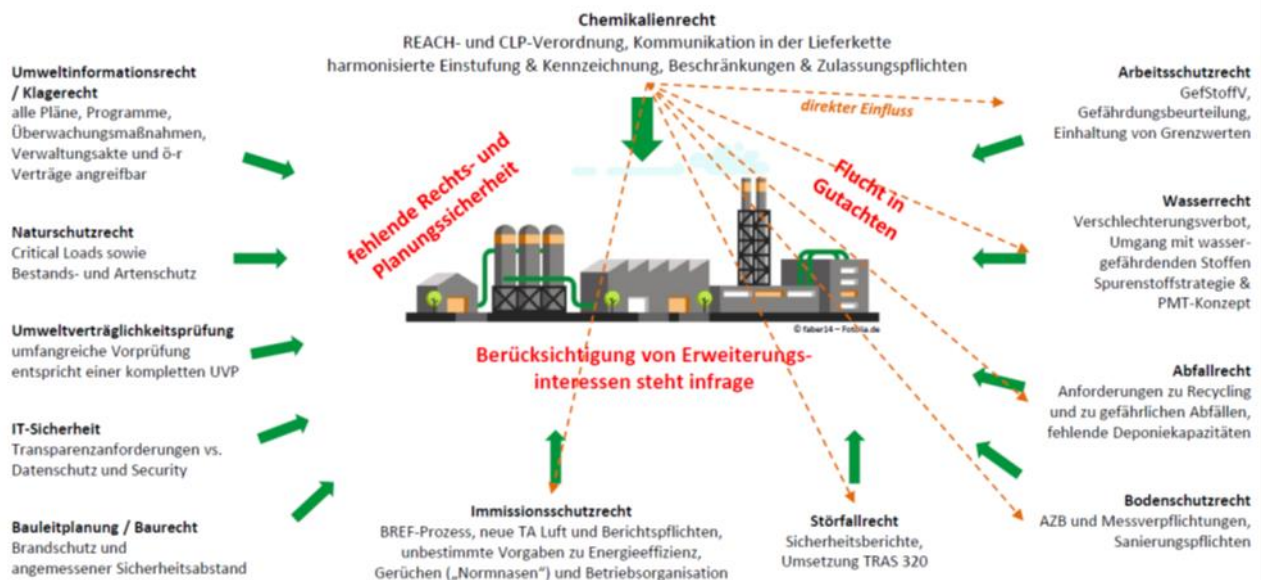 Chemikalienrecht
REACH- und CLP-Verordnung, Kommunikation in der Lieferkette
harmonisierte Einstufung & Kennzeichnung, Beschränkungen & Zulassungspflichten
direkter Einfluss
Umweltinformationsrecht
/ Klagerecht
alle Pläne, Programme,
Überwachungsmaßnahmen,
Verwaltungsakte und ö-r
Verträge angreifbar
Naturschutzrecht
Critical Loads sowie
Bestands- und Artenschutz
Umweltverträglichkeitsprüfung
umfangreiche Vorprüfung
entspricht einer kompletten UVP
IT-Sicherheit
Transparenzanforderungen vs.
Datenschutz und Security
Bauleitplanung / Baurecht
Brandschutz und
angemessener Sicherheitsabstand
fehlende Rechts- und
Planungssicherheit
Flucht in
Gutachten
© faber14 – Fotolia.de
Berücksichtigung von Erweiterungs-
interessen steht infrage
Immissionsschutzrecht
BREF-Prozess, neue TA Luft und Berichtspflichten,
unbestimmte Vorgaben zu Energieeffizienz,
Gerüchen („Normnasen“) und Betriebsorganisation
Störfallrecht
Sicherheitsberichte,
Umsetzung TRAS 320
Arbeitsschutzrecht
GefStoffV,
Gefährdungsbeurteilung,
Einhaltung von Grenzwerten
Wasserrecht
Verschlechterungsverbot,
Umgang mit wasser-
gefährdenden Stoffen
Spurenstoffstrategie &
PMT-Konzept
Abfallrecht
Anforderungen zu Recycling
und zu gefährlichen Abfällen,
fehlende Deponiekapazitäten
Bodenschutzrecht
AZB und Messverpflichtungen,
Sanierungspflichten